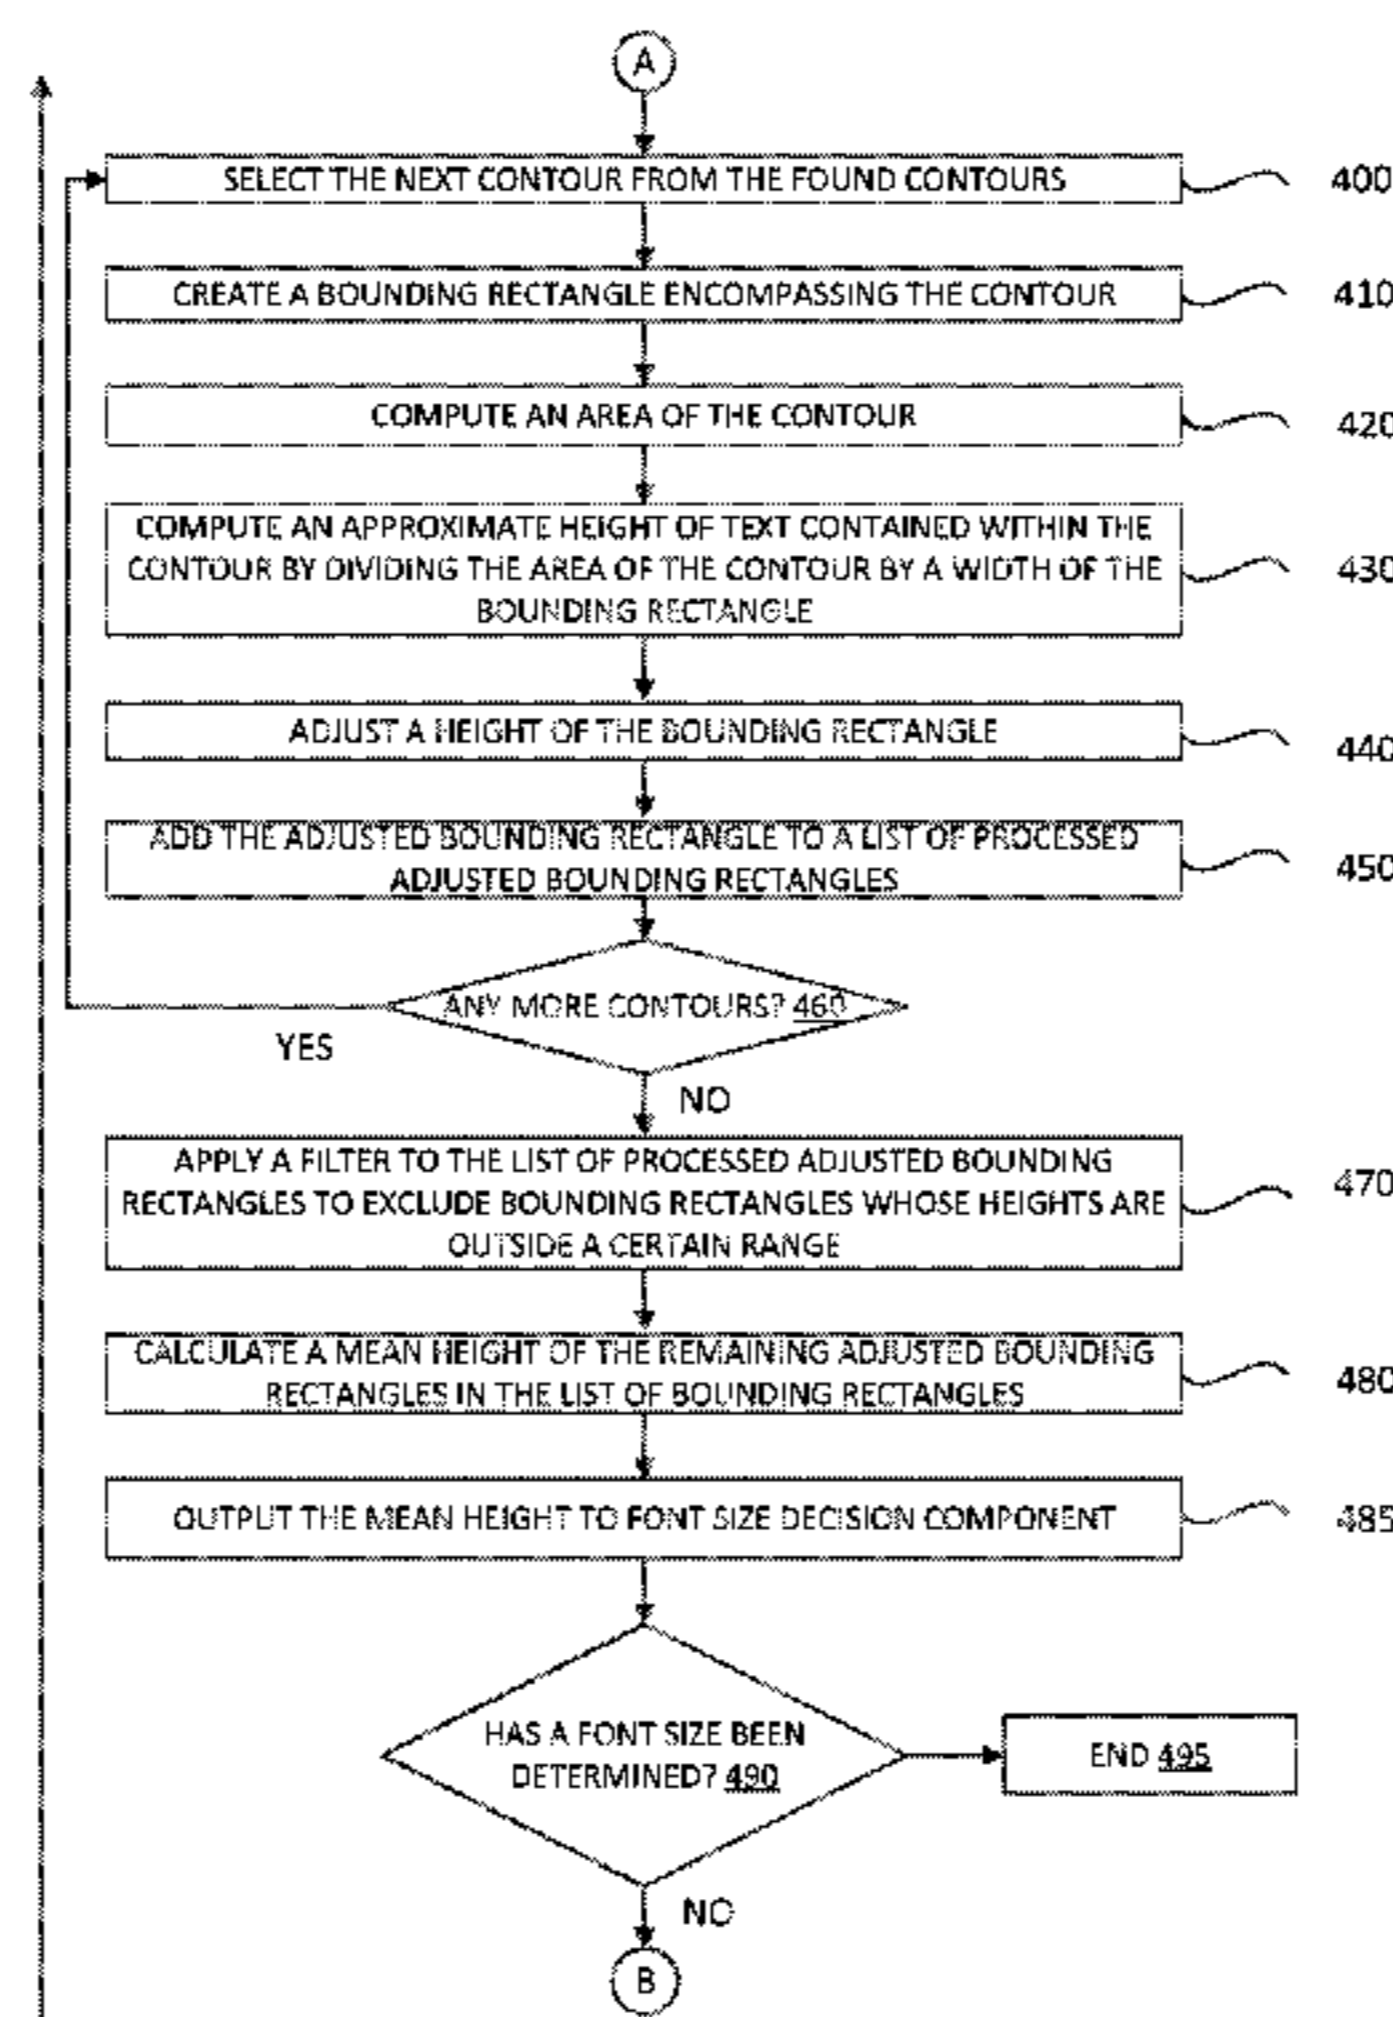 A
SELECT THE NEXT CONTOUR FROM THE FOUND CONTOURS
400
CREATE A BOUNDING RECTANGLE ENCOMPASSING THE CONTOUR
410
COMPUTE AN AREA OF THE CONTOUR
420
COMPUTE AN APPROXIMATE HEIGHT OF TEXT CONTAINED WITHIN THE
CONTOUR BY DIVIDING THE AREA OF THE CONTOUR BY A WIDTH OF THE
BOUNDING RECTANGLE
430
ADJUST A HEIGHT OF THE BOUNDING RECTANGLE
440
ADD THE ADJUSTED BOUNDING RECTANGLE TO A LIST OF PROCESSED
ADJUSTED BOUNDING RECTANGLES
450
ANY MORE CONTOURS? 460
YES
NO
APPLY A FILTER TO THE LIST OF PROCESSED ADJUSTED BOUNDING
RECTANGLES TO EXCLUDE BOUNDING RECTANGLES WHOSE HEIGHTS ARE
OUTSIDE A CERTAIN RANGE
470
CALCULATE A MEAN HEIGHT OF THE REMAINING ADJUSTED BOUNDING
RECTANGLES IN THE LIST OF BOUNDING RECTANGLES
480
OUTPUT THE MEAN HEIGHT TO FONT SIZE DECISION COMPONENT
485
HAS A FONT SIZE BEEN
DETERMINED? 490
END 495
NO
B